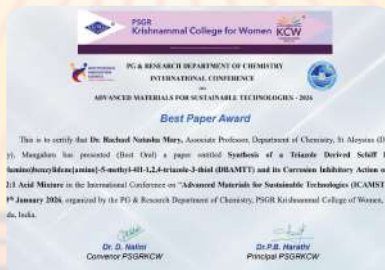 PSGR
Krishnammal College for Women
KCW
PG & RESEARCH DEPARTMENT OF CHEMISTRY
INTERNATIONAL CONFERENCE
on
ADVANCED MATERIALS FOR SUSTAINABLE TECHNOLOGIES - 2026
Best Paper Award
This is to certify that Dr. Rachael Natasha Mary, Associate Professor, Department of Chemistry, St Aloysius (D
y), Mangaluru has presented (Best Oral) a paper entitled Synthesis of a Triazole Derived Schiff
lamino)benzylidene]amino]-5-methyl-4H-1,2,4-triazole-3-thiol (DBAMTT) and its Corrosion Inhibitory Action o
2:1 Acid Mixture in the International Conference on "Advanced Materials for Sustainable Technologies (ICAMST
January 2026, organized by the PG & Research Department of Chemistry, PSGR Krishnammal College of Women,
da, India.
Dr. D. Nalini
Dr.P.B. Harathi
Convenor PSGRKCW
Principal PSGRKCW